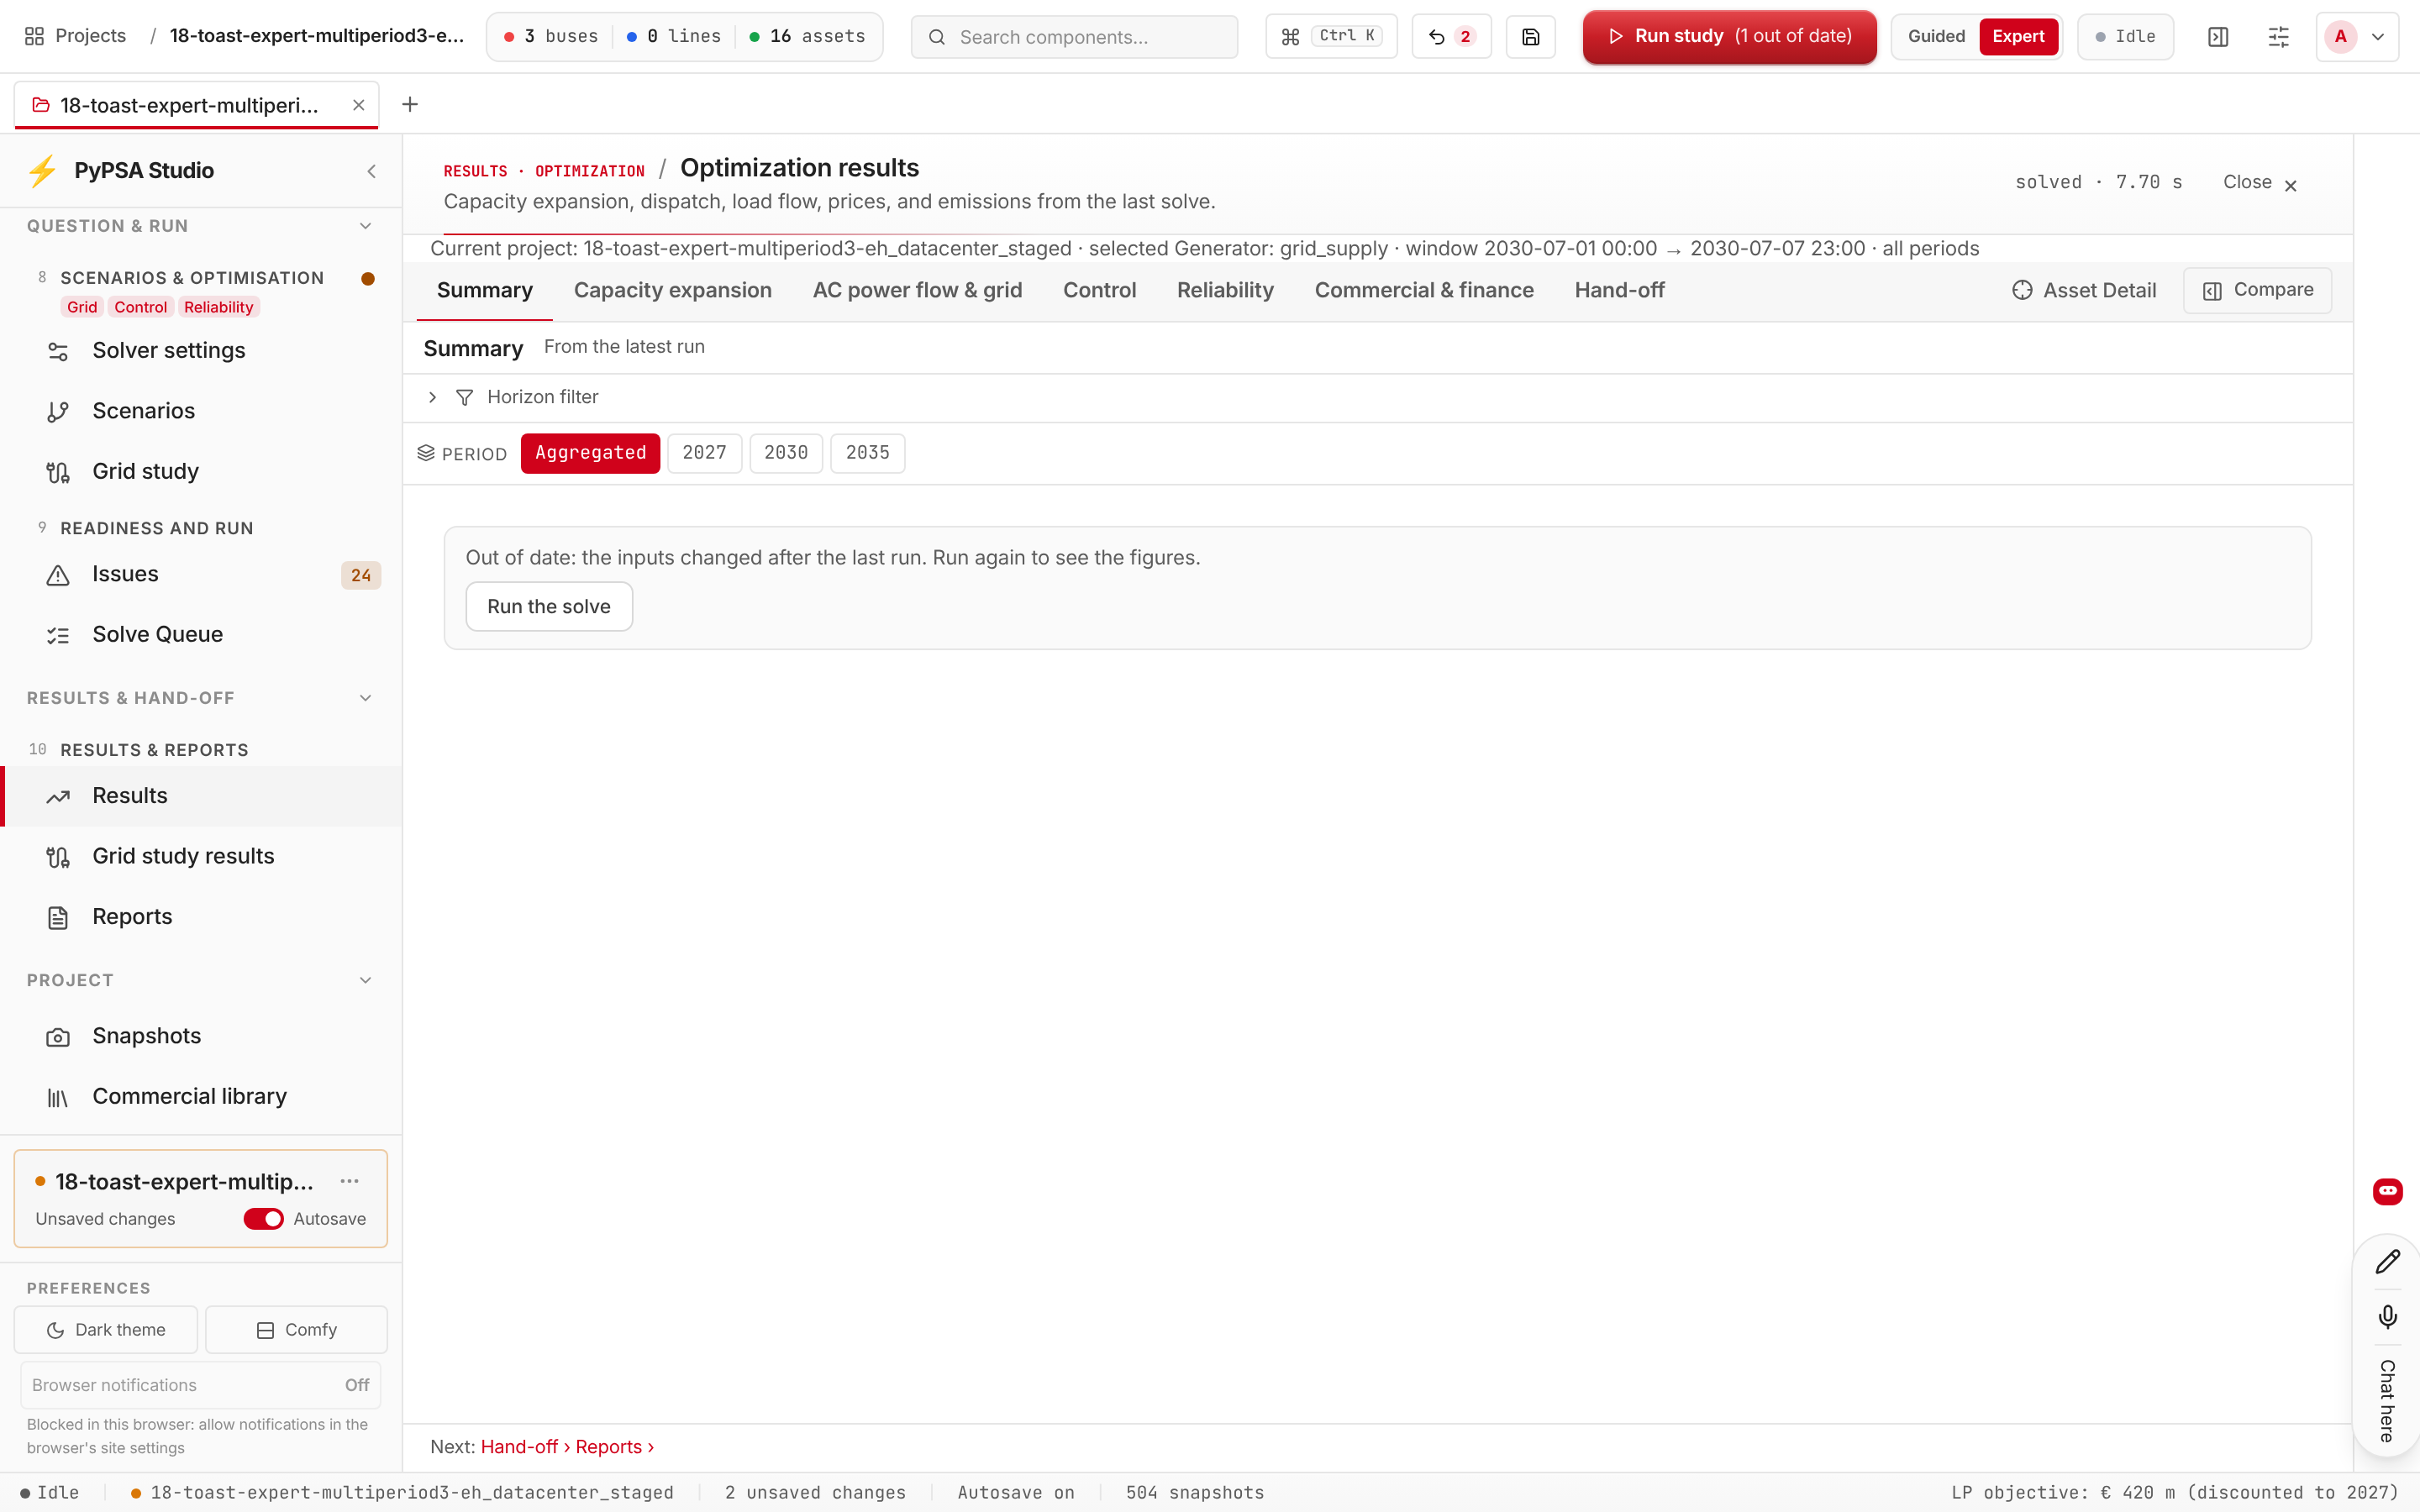 Projects / 18-toast-expert-multiperiod3-e...
3 buses 0 lines 16 assets
Search components...
Ctrl K
2
Run study (1 out of date)
Guided Expert
Idle
A
18-toast-expert-multiperi...
PyPSA Studio
QUESTION & RUN
8 SCENARIOS & OPTIMISATION
Grid Control Reliability
Solver settings
Scenarios
Grid study
9 READINESS AND RUN
Issues 24
Solve Queue
RESULTS & HAND-OFF
10 RESULTS & REPORTS
Results
Grid study results
Reports
PROJECT
Snapshots
Commercial library
18-toast-expert-multip...
Unsaved changes Autosave
PREFERENCES
Dark theme Comfy
Browser notifications Off
Blocked in this browser: allow notifications in the
browser's site settings
RESULTS · OPTIMIZATION / Optimization results
Capacity expansion, dispatch, load flow, prices, and emissions from the last solve.
solved · 7.70 s Close
Current project: 18-toast-expert-multiperiod3-eh_datacenter_staged · selected Generator: grid_supply · window 2030-07-01 00:00 → 2030-07-07 23:00 · all periods
Summary Capacity expansion AC power flow & grid Control Reliability Commercial & finance Hand-off Asset Detail Compare
Summary From the latest run
Horizon filter
PERIOD Aggregated 2027 2030 2035
Out of date: the inputs changed after the last run. Run again to see the figures.
Run the solve
Next: Hand-off › Reports ›
Chat here
Idle 18-toast-expert-multiperiod3-eh_datacenter_staged 2 unsaved changes Autosave on 504 snapshots LP objective: € 420 m (discounted to 2027)